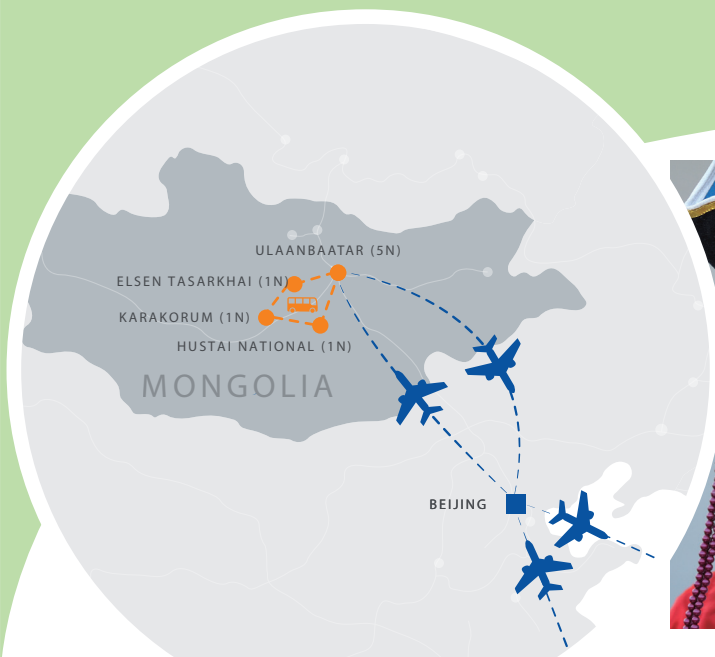 ULAANBAATAR (5N)
ELSEN TASARKHAI (1N)
KARAKORUM (1N)
HUSTAI NATIONAL (1N)
MONGOLIA
BEIJING